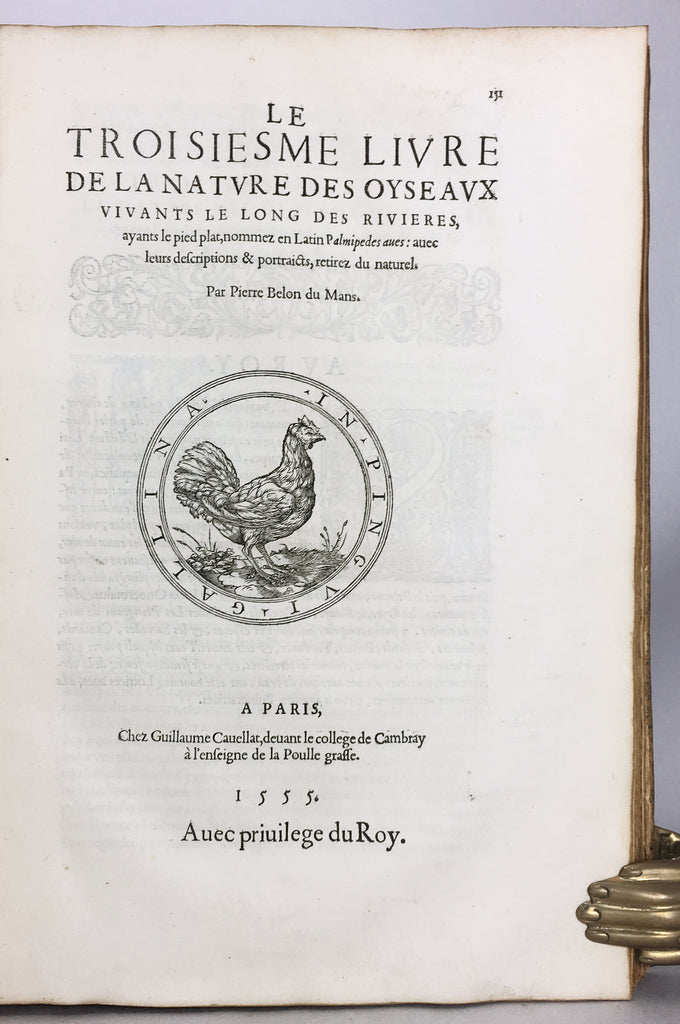 151
LE
TROISIESME LIVRE
DE LA NATVRE DES OYSEAVX
VIVANTS LE LONG DES RIVIERES,
ayants le pied plat, nommez en Latin Palmipedes aues: auec
leurs deſcriptions & portraicts, retirez du naturel.
Par Pierre Belon du Mans.
IN PINGVI GALLINA
A PARIS,
Chez Guillaume Cauellat, deuant le college de Cambray
à l'enſeigne de la Poulle graſſe.
1555.
Auec priuilege du Roy.